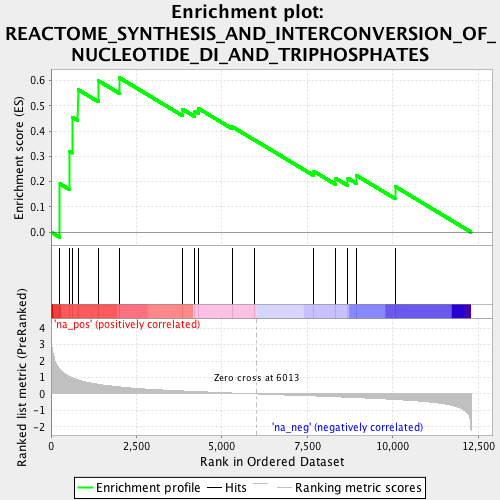 Enrichment plot:
REACTOME_SYNTHESIS_AND_INTERCONVERSION_OF_
NUCLEOTIDE_DI_AND_TRIPHOSPHATES
Enrichment score (ES)
0.6
0.5
0.4
0.3
0.2
0.1
0.0
'na_pos' (positively correlated)
Ranked list metric (PreRanked)
4
3
2
1
0
-1
-2
Zero cross at 6013
'na_neg' (negatively correlated)
0
2,500
5,000
7,500
10,000
12,500
Rank in Ordered Dataset
Enrichment profile
Hits
Ranking metric scores